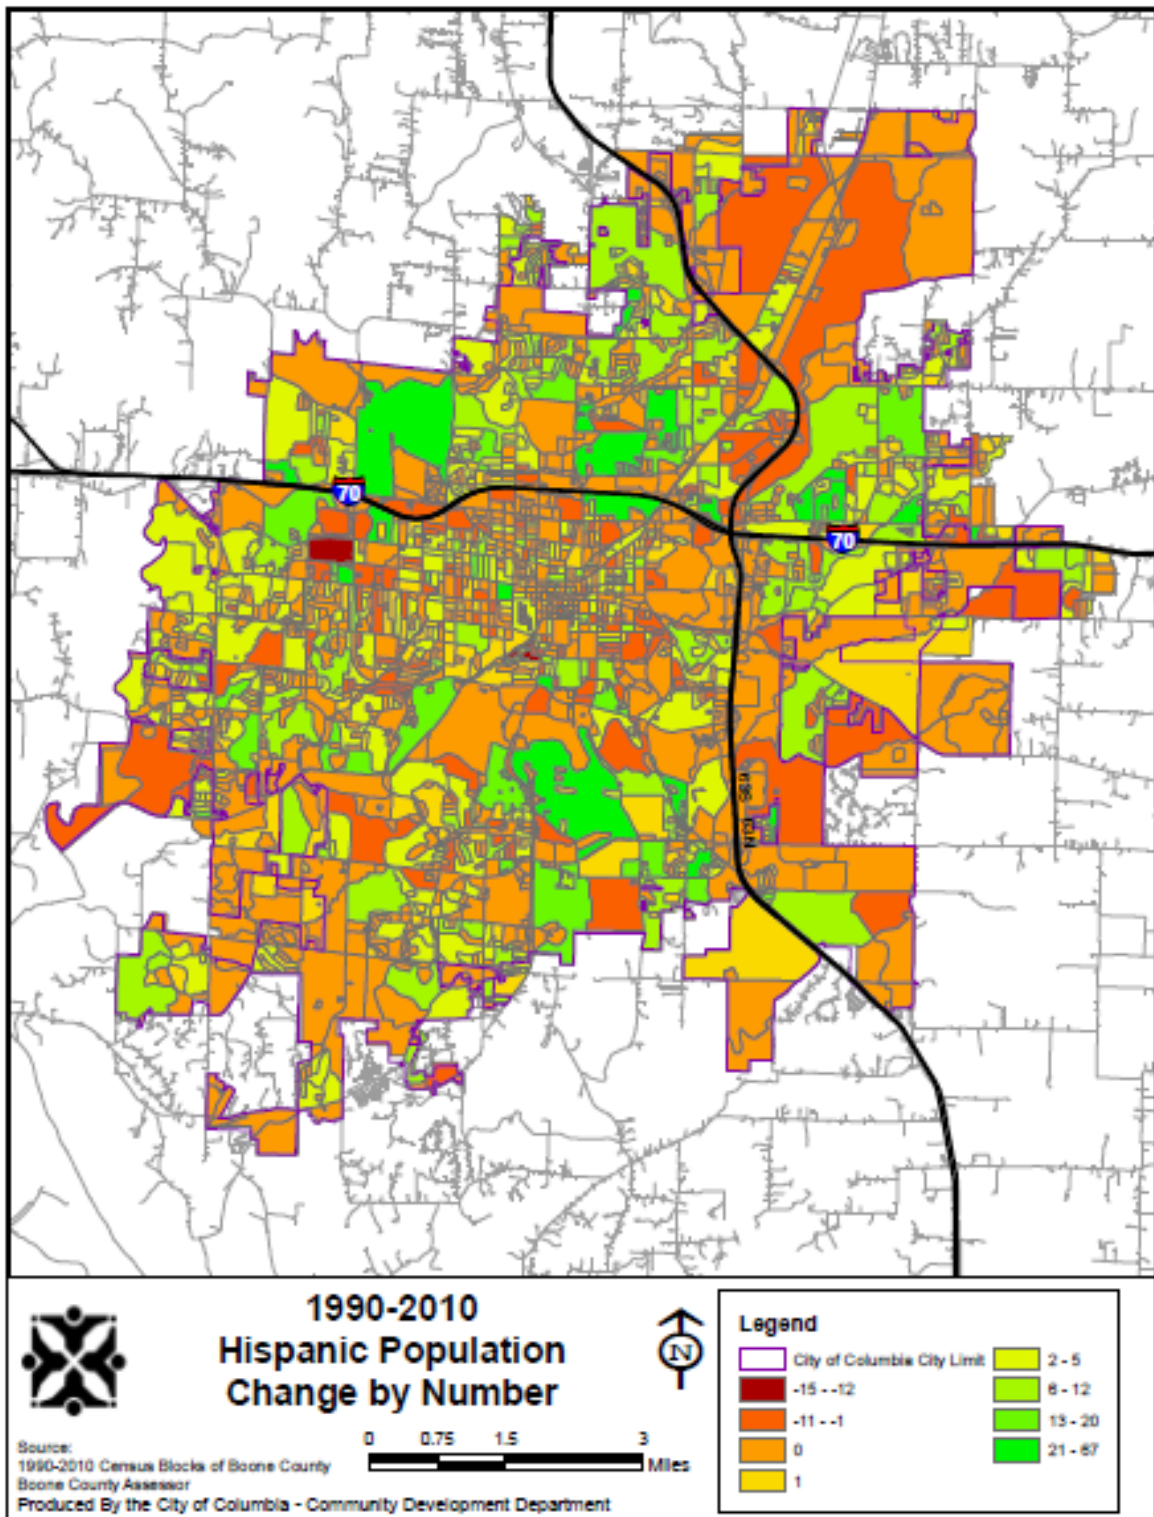 70
70
1990-2010
Hispanic Population
Change by Number
N
Legend
City of Columbia City Limit
-15 - -12
-11 - -1
0
1
2 - 5
6 - 12
13 - 20
21 - 67
0 0.75 1.5 3
Miles
Source:
1990-2010 Census Blocks of Boone County
Boone County Assessor
Produced By the City of Columbia - Community Development Department